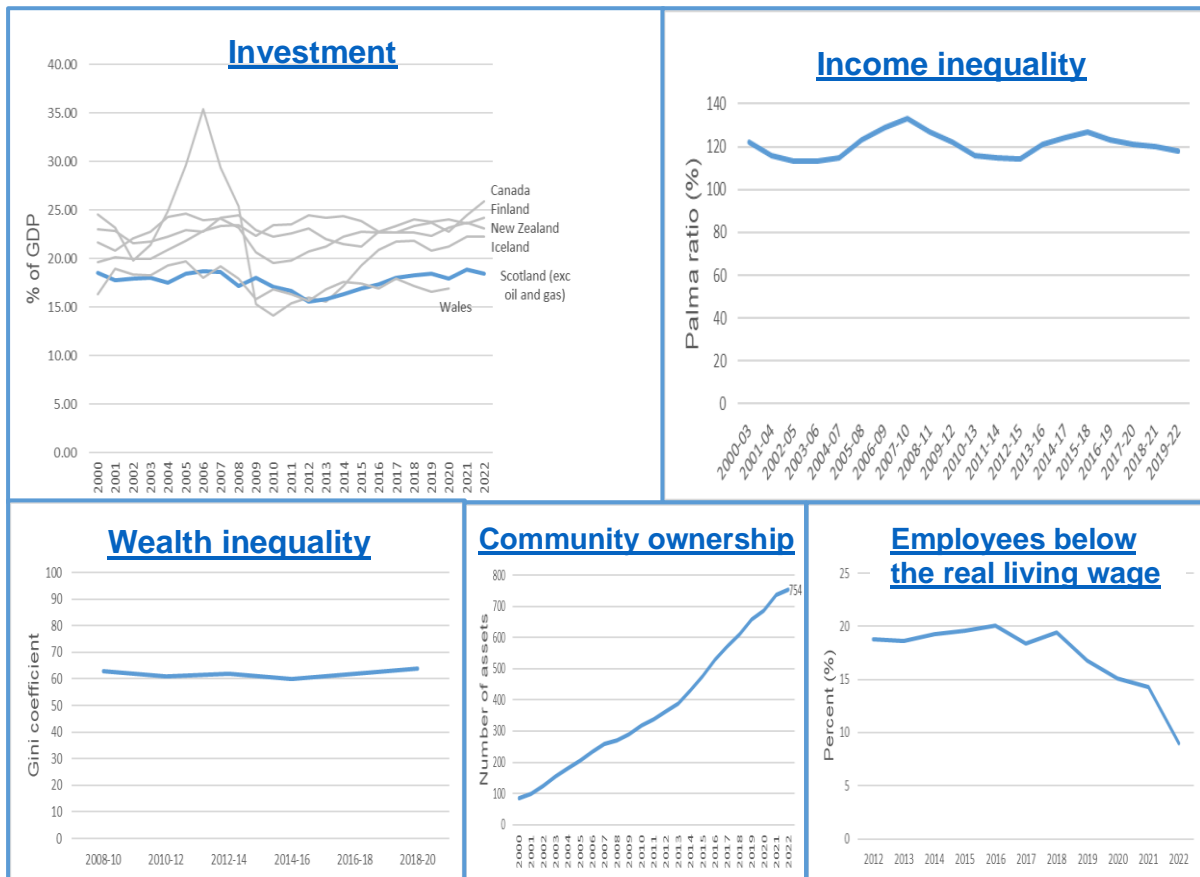 Investment
% of GDP
40.00
35.00
30.00
25.00
20.00
15.00
10.00
5.00
0.00
Canada
Finland
New Zealand
Iceland
Scotland (exc
oil and gas)
Wales
2000 2001 2002 2003 2004 2005 2006 2007 2008 2009 2010 2011 2012 2013 2014 2015 2016 2017 2018 2019 2020 2021 2022
Income inequality
Palma ratio (%)
140
120
100
80
60
40
20
0
2000-03 2001-04 2002-05 2003-06 2004-07 2005-08 2006-09 2007-10 2008-11 2009-12 2010-13 2011-14 2012-15 2013-16 2014-17 2015-18 2016-19 2017-20 2018-21 2019-22
Wealth inequality
Gini coefficient
100
90
80
70
60
50
40
30
20
10
0
2008-10 2010-12 2012-14 2014-16 2016-18 2018-20
Community ownership
Number of assets
800
700
600
500
400
300
200
100
0
754
2000 2001 2002 2003 2004 2005 2006 2007 2008 2009 2010 2011 2012 2013 2014 2015 2016 2017 2018 2019 2020 2021 2022
Employees below
the real living wage
Percent (%)
25
20
15
10
5
0
2012 2013 2014 2015 2016 2017 2018 2019 2020 2021 2022